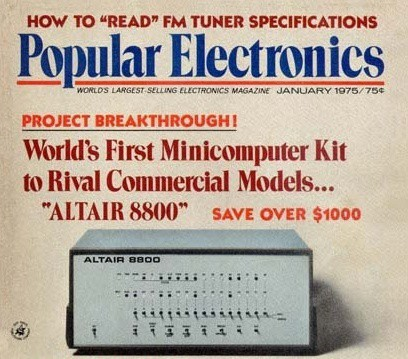 HOW TO "READ" FM TUNER SPECIFICATIONS
Popular Electronics
WORLD'S LARGEST-SELLING ELECTRONICS MAGAZINE JANUARY 1975/75¢
PROJECT BREAKTHROUGH!
World's First Minicomputer Kit
to Rival Commercial Models...
"ALTAIR 8800" SAVE OVER $1000
ALTAIR 8800